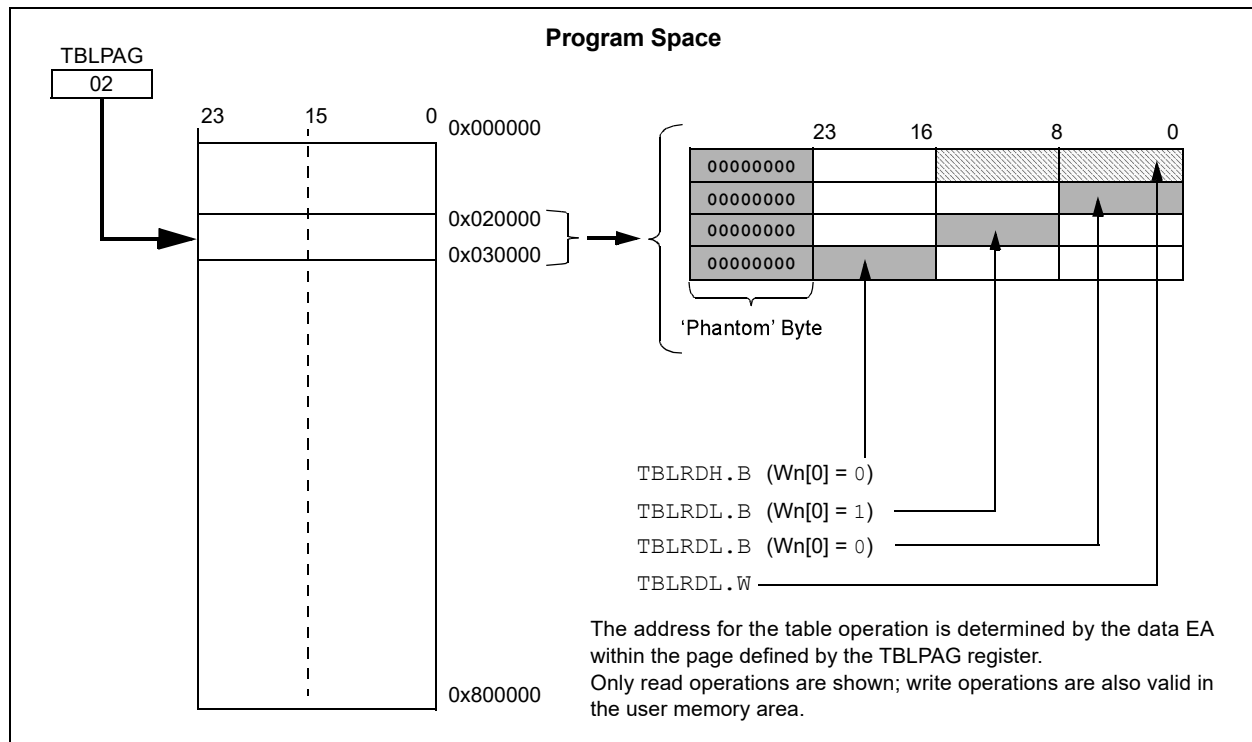 Program Space
TBLPAG
02
23 15 0
0x000000
0x020000
0x030000
0x800000
23 16 8 0
00000000
00000000
00000000
00000000
'Phantom' Byte
TBLRDH.B (Wn[0] = 0)
TBLRDL.B (Wn[0] = 1)
TBLRDL.B (Wn[0] = 0)
TBLRDL.W
The address for the table operation is determined by the data EA
within the page defined by the TBLPAG register.
Only read operations are shown; write operations are also valid in
the user memory area.